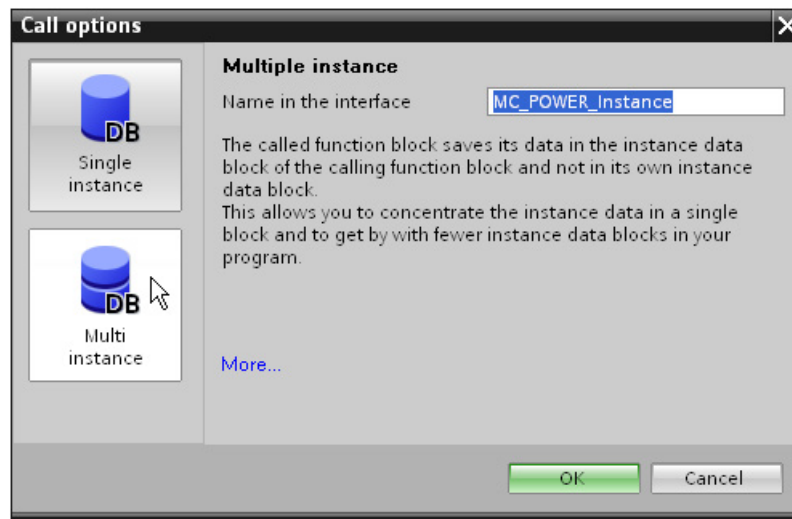 Call options
DB
Single
instance
DB
Multi
instance
Multiple instance
Name in the interface MC_POWER_Instance
The called function block saves its data in the instance data
block of the calling function block and not in its own instance
data block.
This allows you to concentrate the instance data in a single
block and to get by with fewer instance data blocks in your
program.
More...
OK Cancel